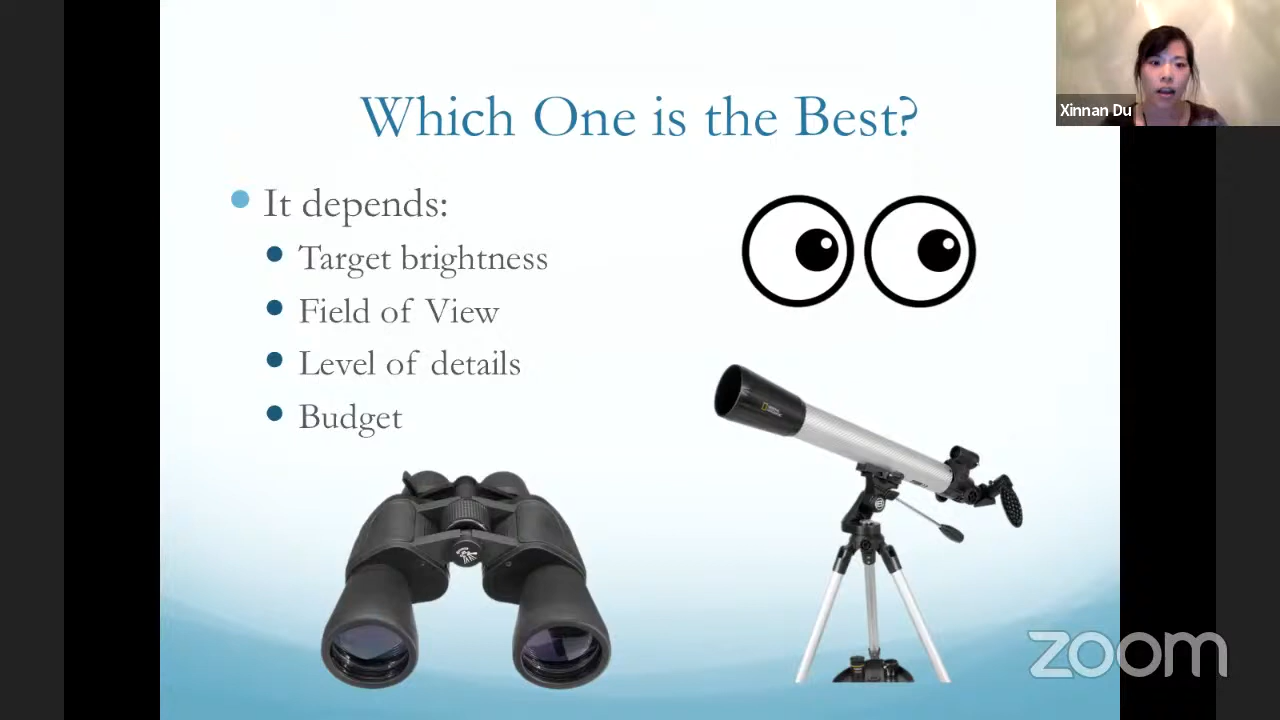 Which One is the Best?
It depends:
Target brightness
Field of View
Level of details
Budget
Xinnan Du
zoom